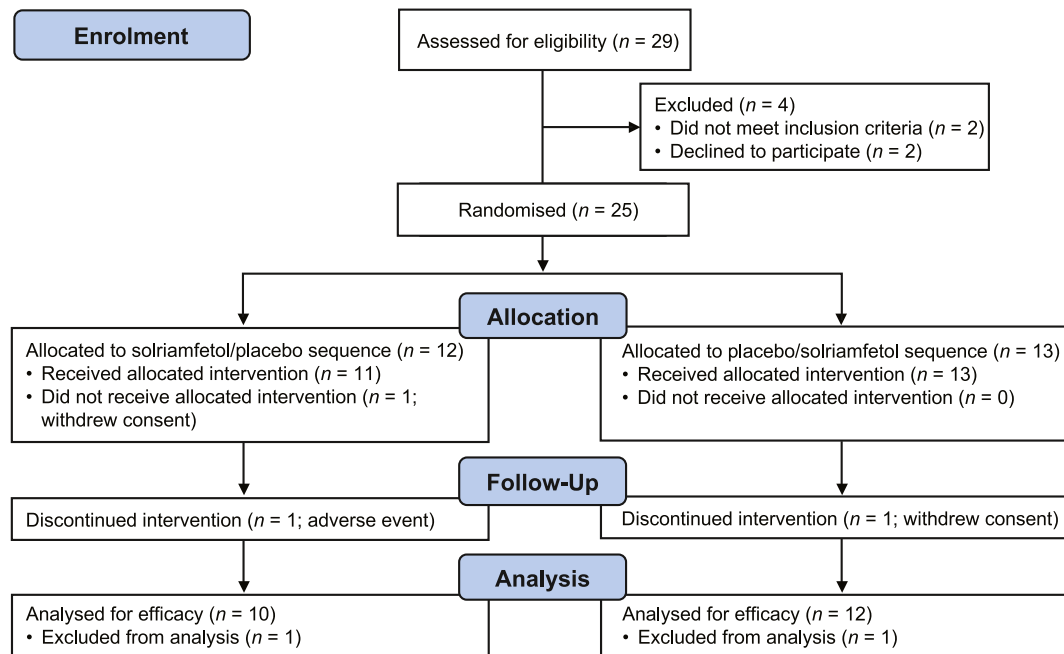 Enrolment
Assessed for eligibility (n = 29)
Excluded (n = 4)
• Did not meet inclusion criteria (n = 2)
• Declined to participate (n = 2)
Randomised (n = 25)
Allocation
Allocated to solriamfetol/placebo sequence (n = 12)
• Received allocated intervention (n = 11)
• Did not receive allocated intervention (n = 1;
withdrew consent)
Allocated to placebo/solriamfetol sequence (n = 13)
• Received allocated intervention (n = 13)
• Did not receive allocated intervention (n = 0)
Follow-Up
Discontinued intervention (n = 1; adverse event)
Discontinued intervention (n = 1; withdrew consent)
Analysis
Analysed for efficacy (n = 10)
• Excluded from analysis (n = 1)
Analysed for efficacy (n = 12)
• Excluded from analysis (n = 1)